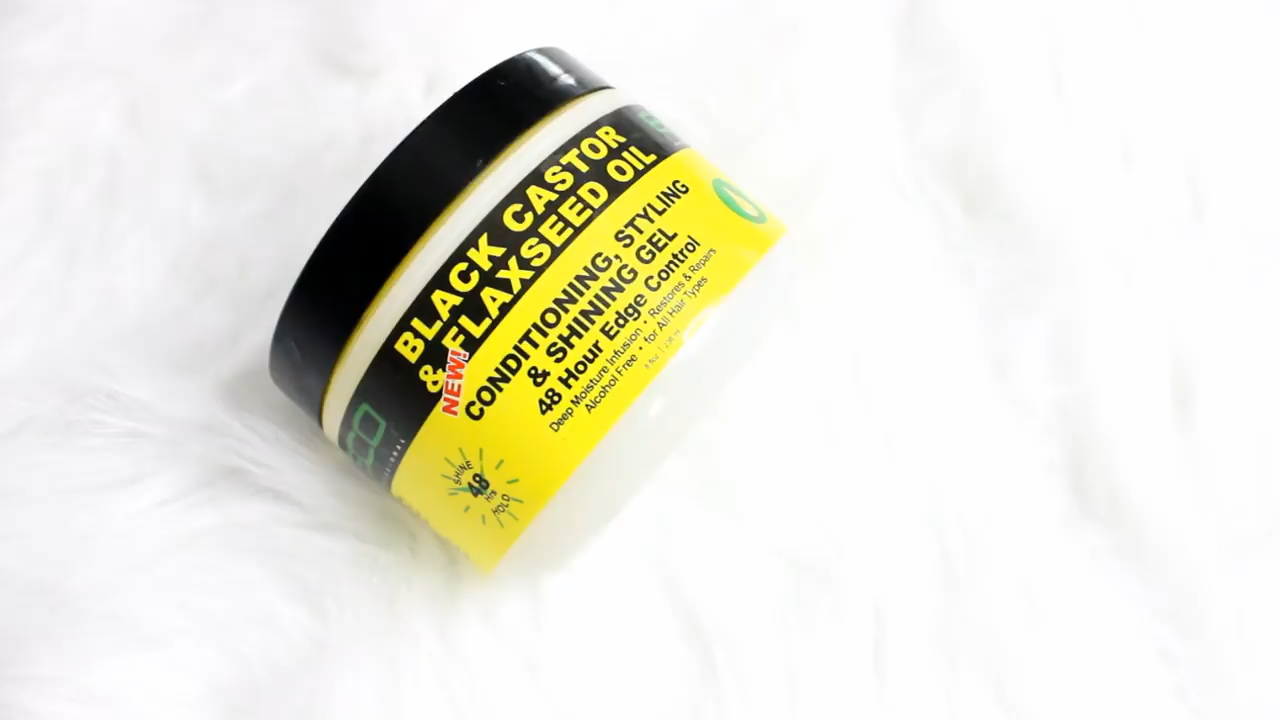 BLACK CASTOR
& FLAXSEED OIL
NEW!
CONDITIONING, STYLING
& SHINING GEL
48 Hour Edge Control
Deep Moisture Infusion • Restores & Repairs
Alcohol Free • for All Hair Types
SHINE
48
Hrs
HOLD